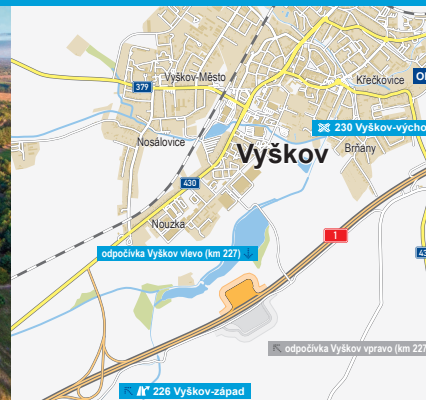 Vyškov-Město
379
Křečkovice
230 Vyškov-výcho
Nosálovice
Vyškov
Brňany
430
Nouzka
1
odpočívka Vyškov vlevo (km 227)
odpočívka Vyškov vpravo (km 227
226 Vyškov-západ